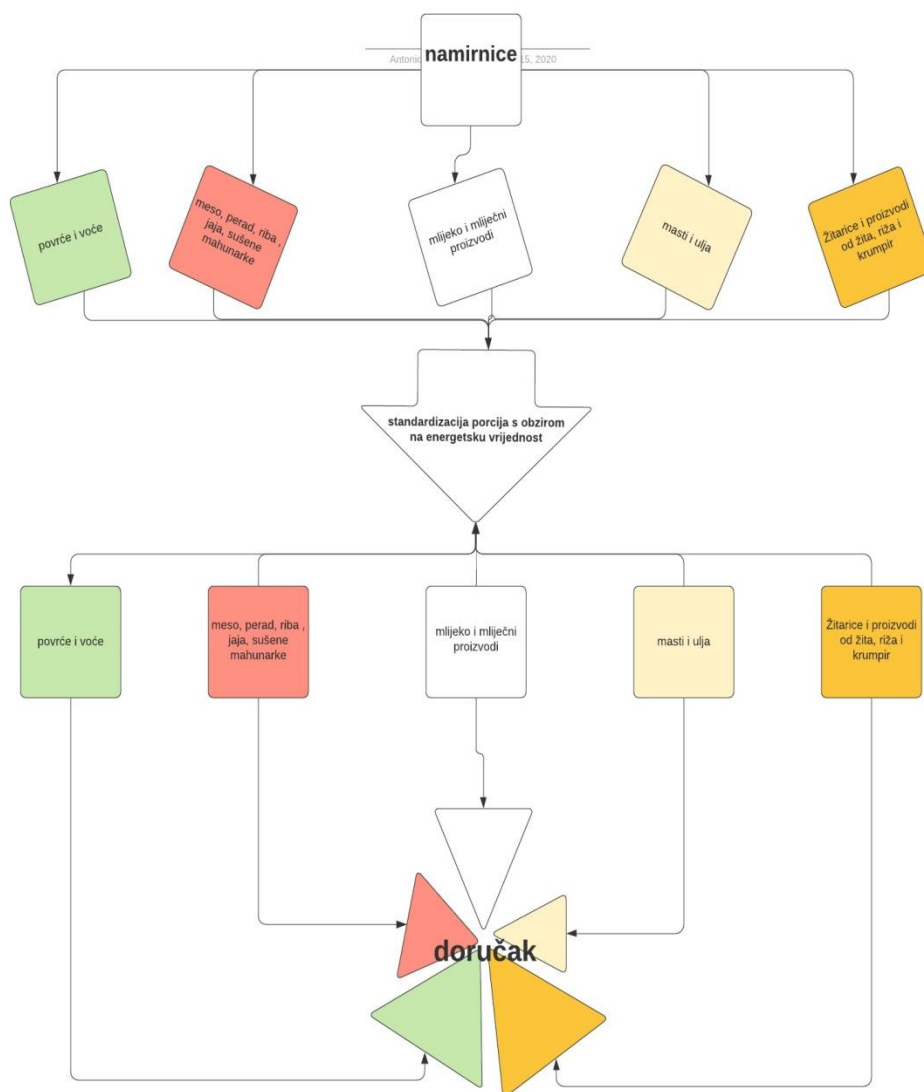 namirnice
15, 2020
povrće i voće
meso, perad, riba ,
jaja, sušene
mahunarke
mlijeko i mliječni
proizvodi
masti i ulja
Žitarice i proizvodi
od žita, riža i
krumpir
standardizacija porcija s obzirom
na energetsku vrijednost
povrće i voće
meso, perad, riba ,
jaja, sušene
mahunarke
mlijeko i mliječni
proizvodi
masti i ulja
Žitarice i proizvodi
od žita, riža i
krumpir
doručak